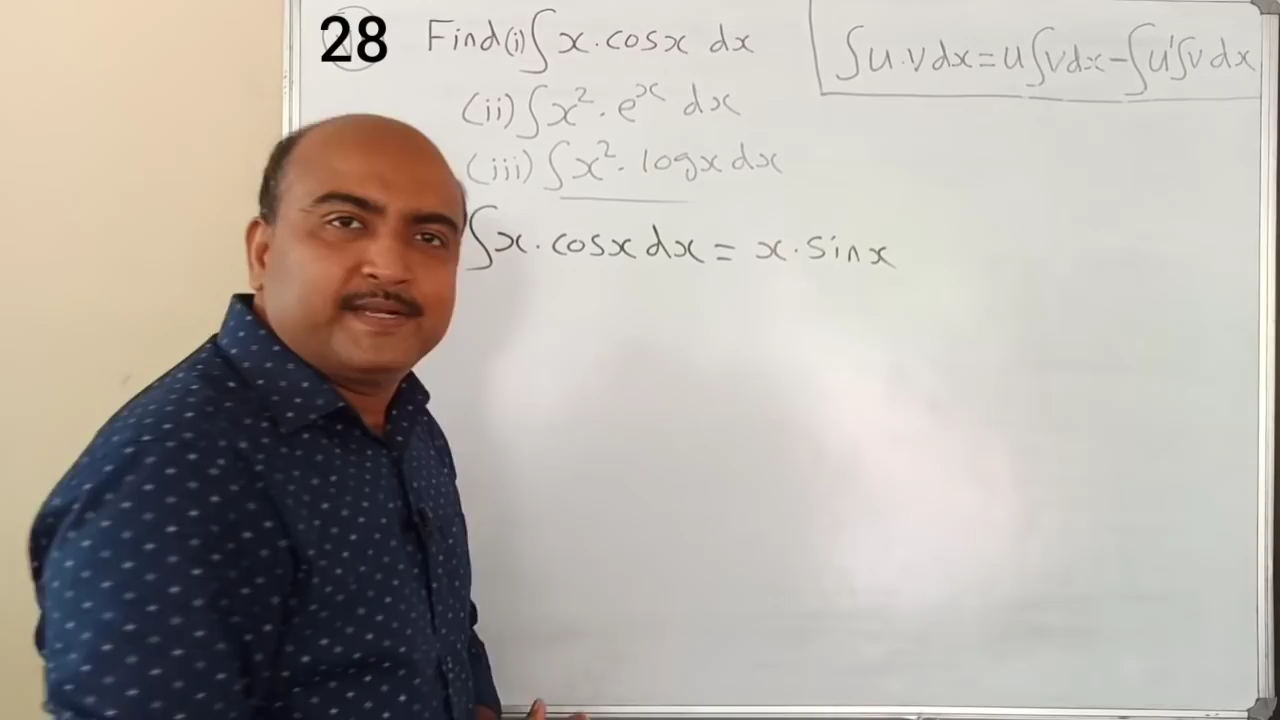 28 Find (i) ∫ x . cosx dx
∫u.v dx = u∫v dx - ∫u'∫v dx
(ii) ∫x² . eˣ dx
(iii) ∫x² . logx dx
∫x . cosx dx = x . sinx